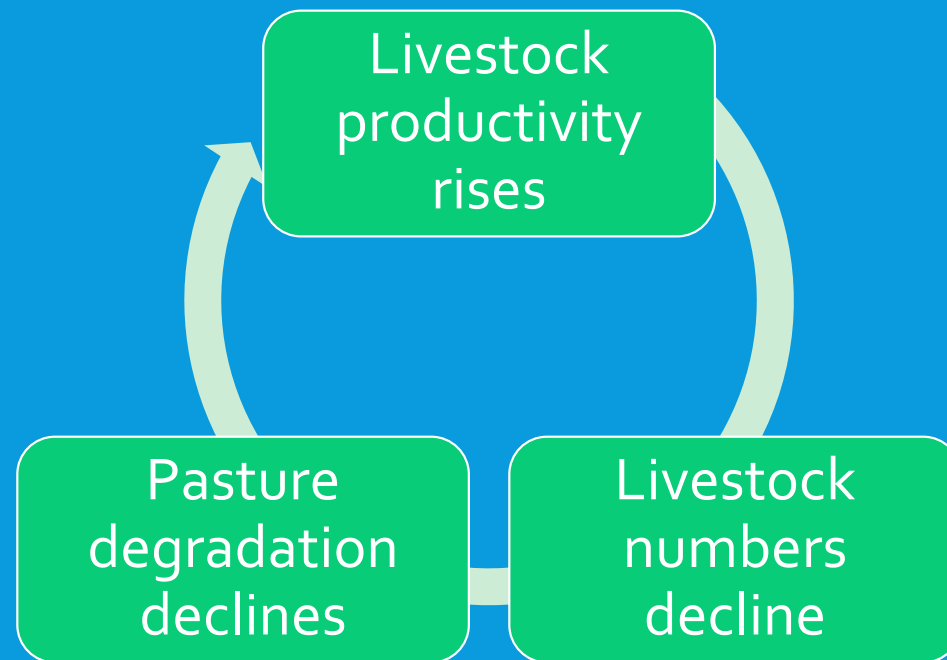 Livestock
productivity
rises
Pasture
degradation
declines
Livestock
numbers
decline